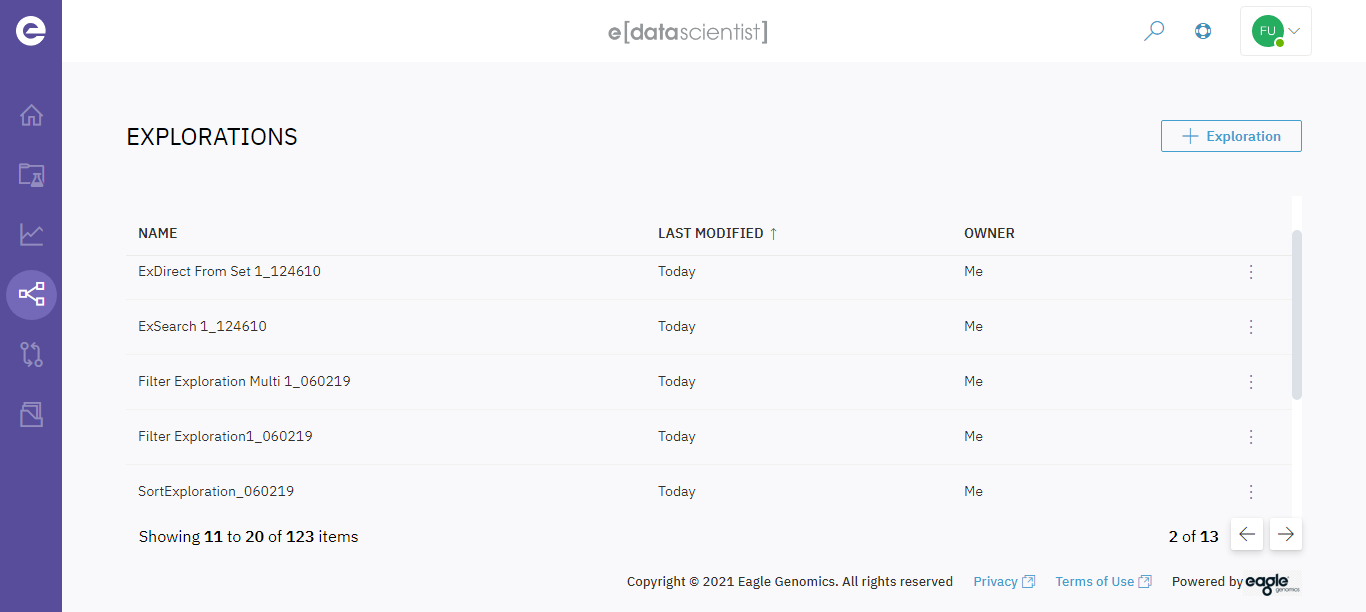 e
e[datascientist]
FU
EXPLORATIONS
Exploration
NAME LAST MODIFIED ↑ OWNER
ExDirect From Set 1_124610 Today Me
ExSearch 1_124610 Today Me
Filter Exploration Multi 1_060219 Today Me
Filter Exploration1_060219 Today Me
SortExploration_060219 Today Me
Showing 11 to 20 of 123 items 2 of 13
Copyright © 2021 Eagle Genomics. All rights reserved Privacy Terms of Use Powered by eagle genomics